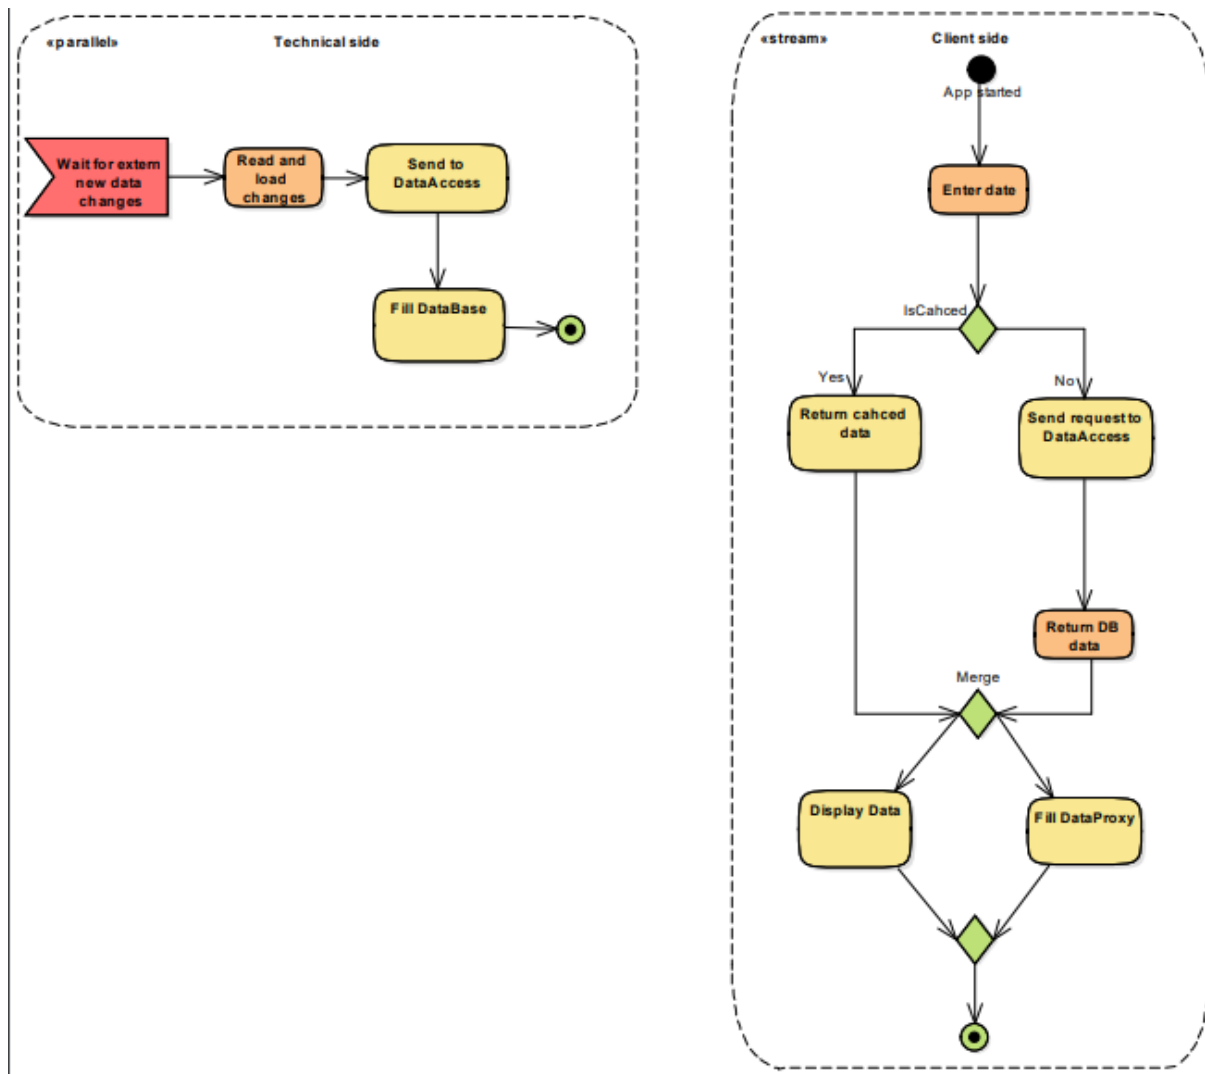 «parallel»
Technical side
Wait for extern
new data
changes
Read and
load
changes
Send to
DataAccess
Fill DataBase
«stream»
Client side
App started
Enter date
IsCahced
Yes
No
Return cahced
data
Send request to
DataAccess
Return DB
data
Merge
Display Data
Fill DataProxy